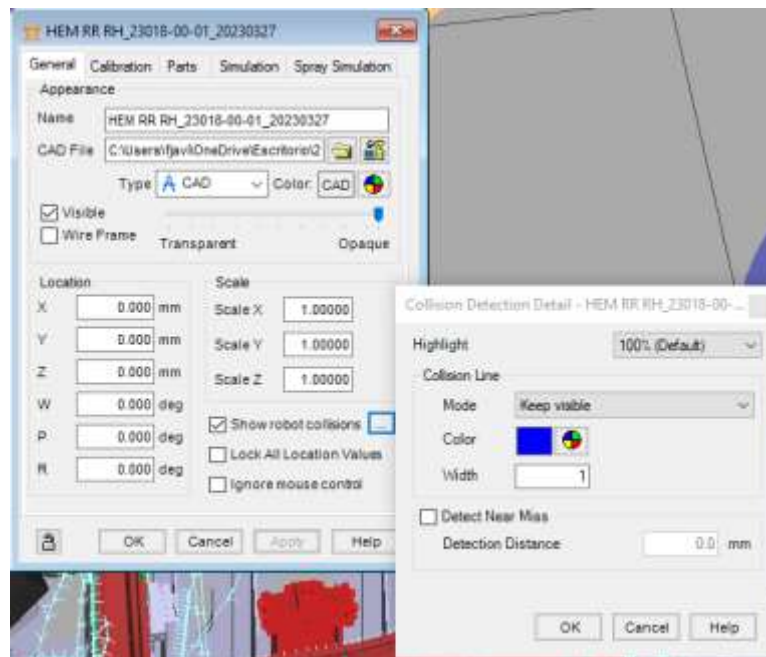 HEM RR RH_23018-00-01_20230327
General Calibration Parts Simulation Spray Simulation
Appearance
Name HEM RR RH_23018-00-01_20230327
CAD File C:\Users\fjavi\OneDrive\Escritorio\2
Type CAD Color: CAD
Visible
Wire Frame
Transparent Opaque
Location
X 0.000 mm
Y 0.000 mm
Z 0.000 mm
W 0.000 deg
P 0.000 deg
R 0.000 deg
Scale
Scale X 1.00000
Scale Y 1.00000
Scale Z 1.00000
Show robot collisions ...
Lock All Location Values
Ignore mouse control
OK Cancel Apply Help
Collision Detection Detail - HEM RR RH_23018-00-...
Highlight 100% (Default)
Collision Line
Mode Keep visible
Color
Width 1
Detect Near Miss
Detection Distance 0.0 mm
OK Cancel Help